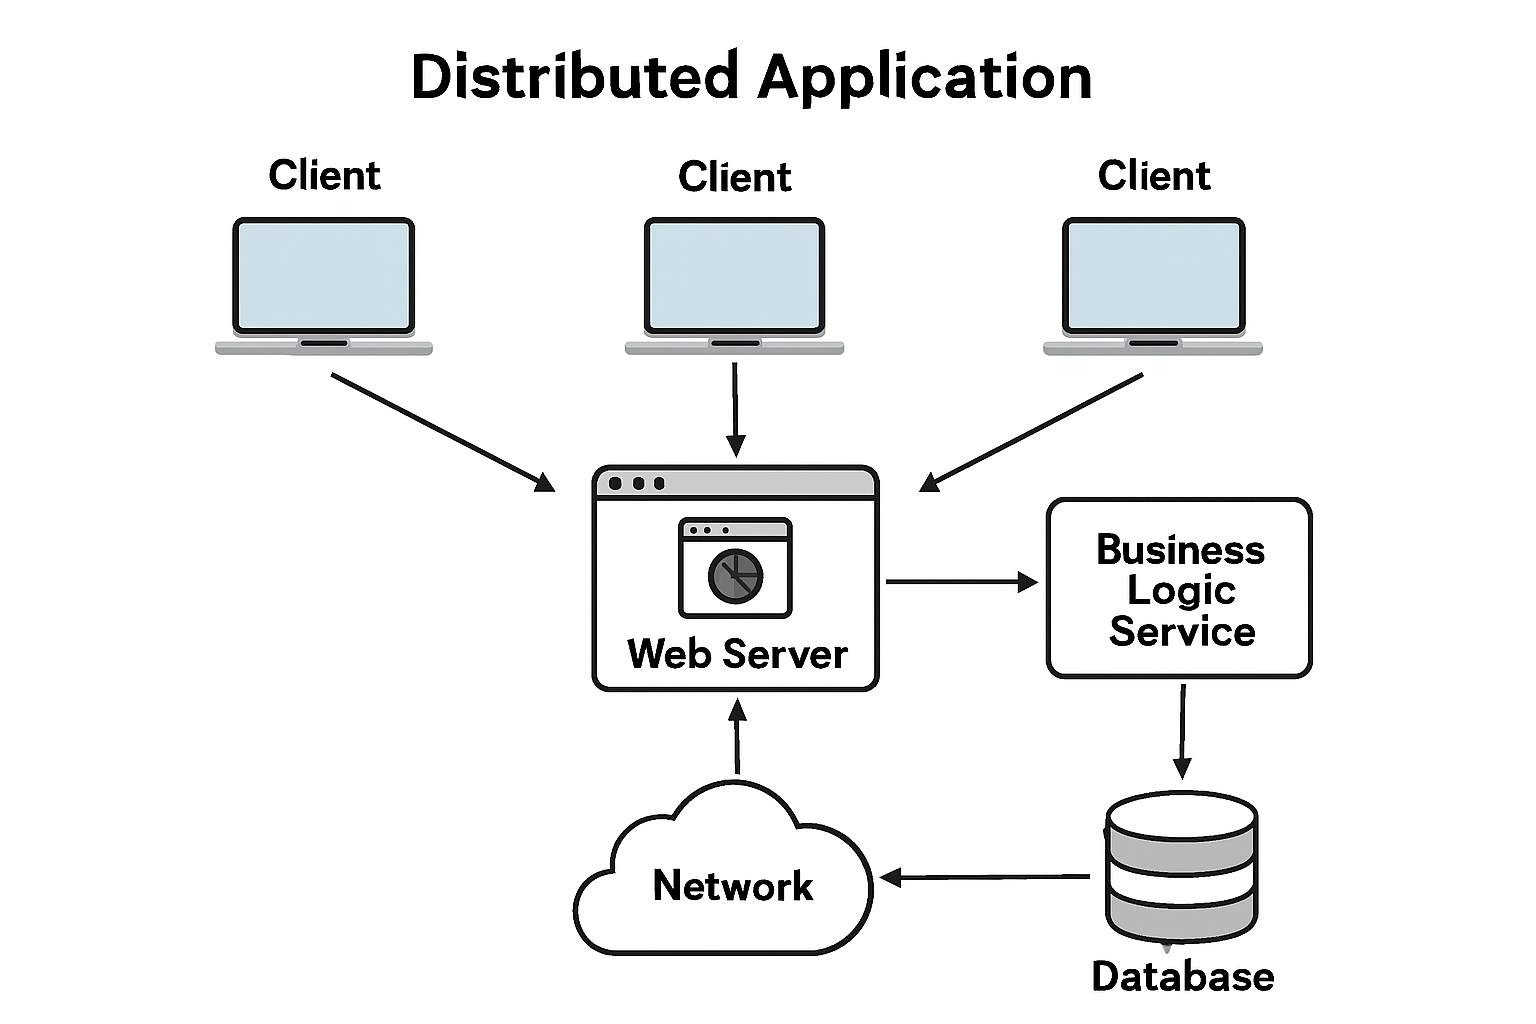 Distributed Application
Client
Client
Client
Web Server
Business
Logic
Service
Network
Database